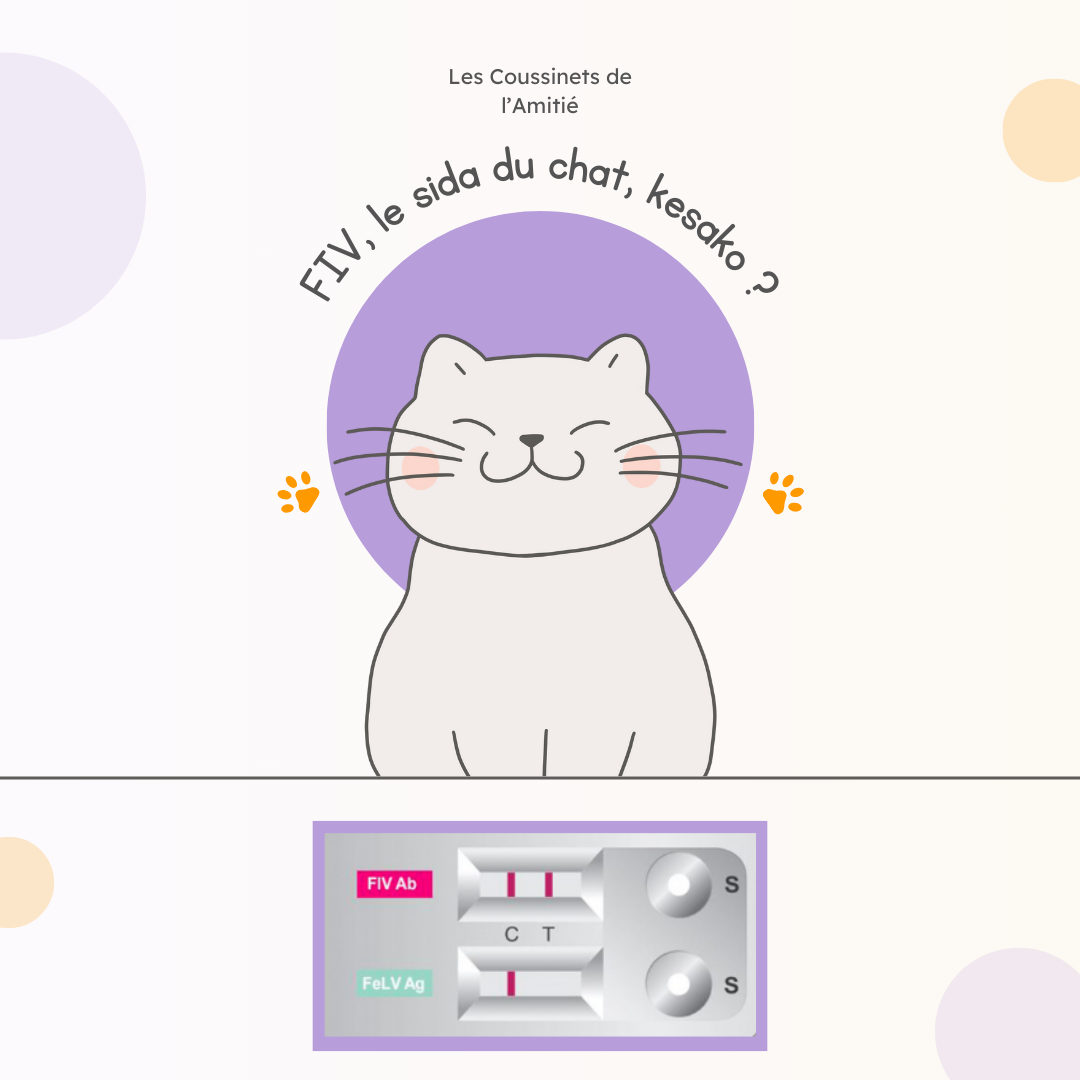 Les Coussinets de
l'Amitié
FIV, le sida du chat, kesako ?
FIV Ab
S
C T
FeLV Ag
S